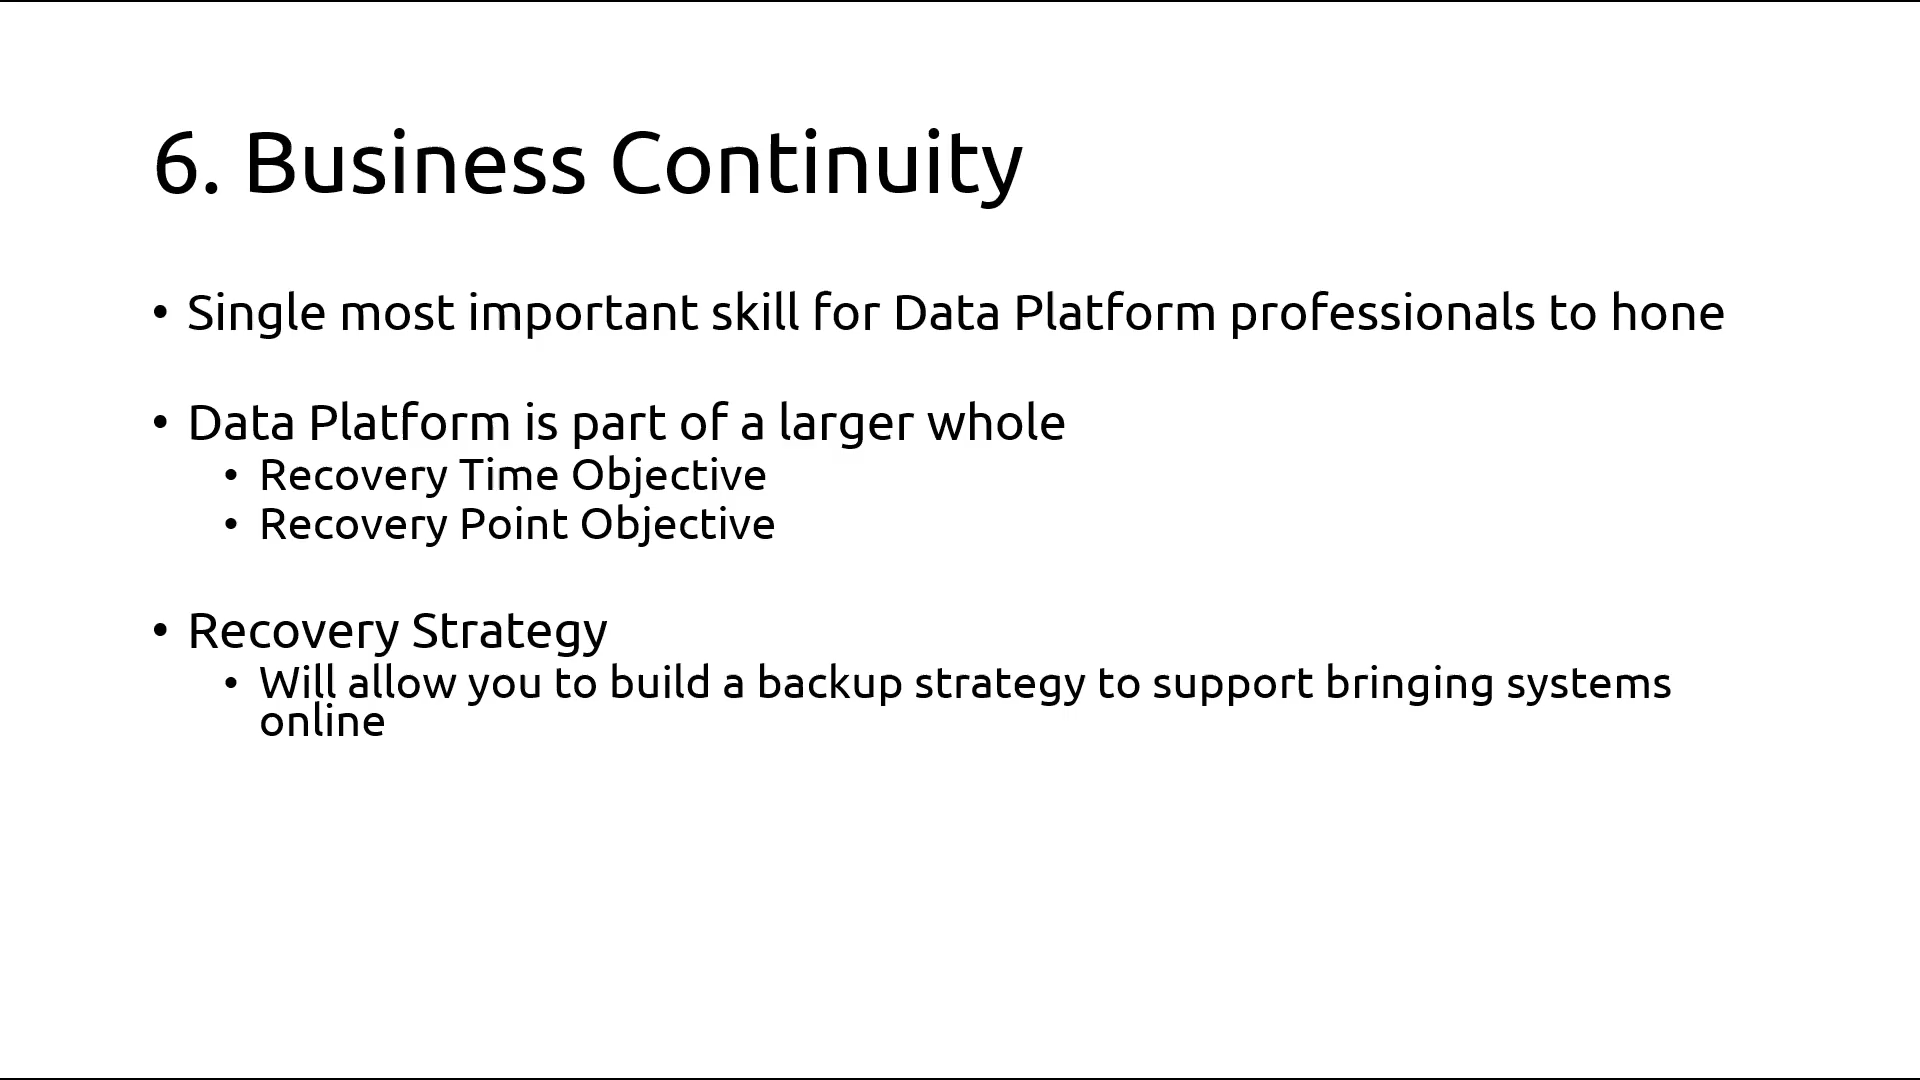 6. Business Continuity
• Single most important skill for Data Platform professionals to hone
• Data Platform is part of a larger whole
• Recovery Time Objective
• Recovery Point Objective
• Recovery Strategy
• Will allow you to build a backup strategy to support bringing systems
online